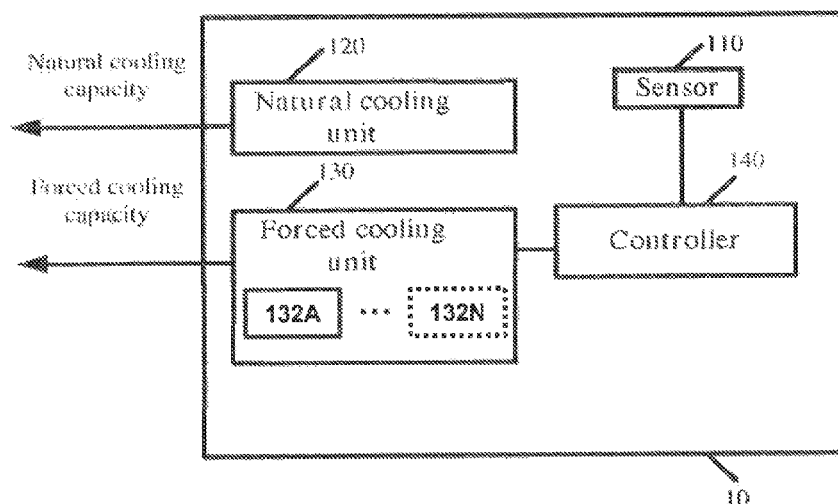 120
110
Natural cooling
capacity
Natural cooling
unit
Sensor
130
140
Forced cooling
capacity
Forced cooling
unit
Controller
132A ... 132N
10